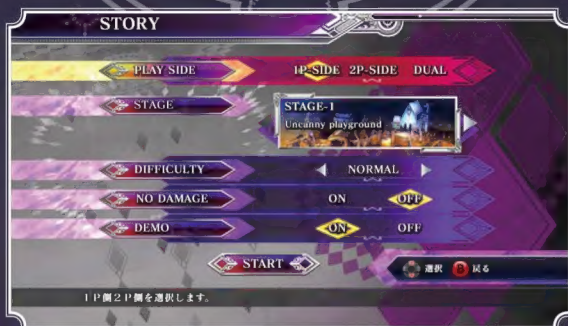 STORY
PLAY SIDE 1P-SIDE 2P-SIDE DUAL
STAGE STAGE-1
Uncanny playground
DIFFICULTY NORMAL
NO DAMAGE ON OFF
DEMO ON OFF
START
選択 B 戻る
1P側2P側を選択します。